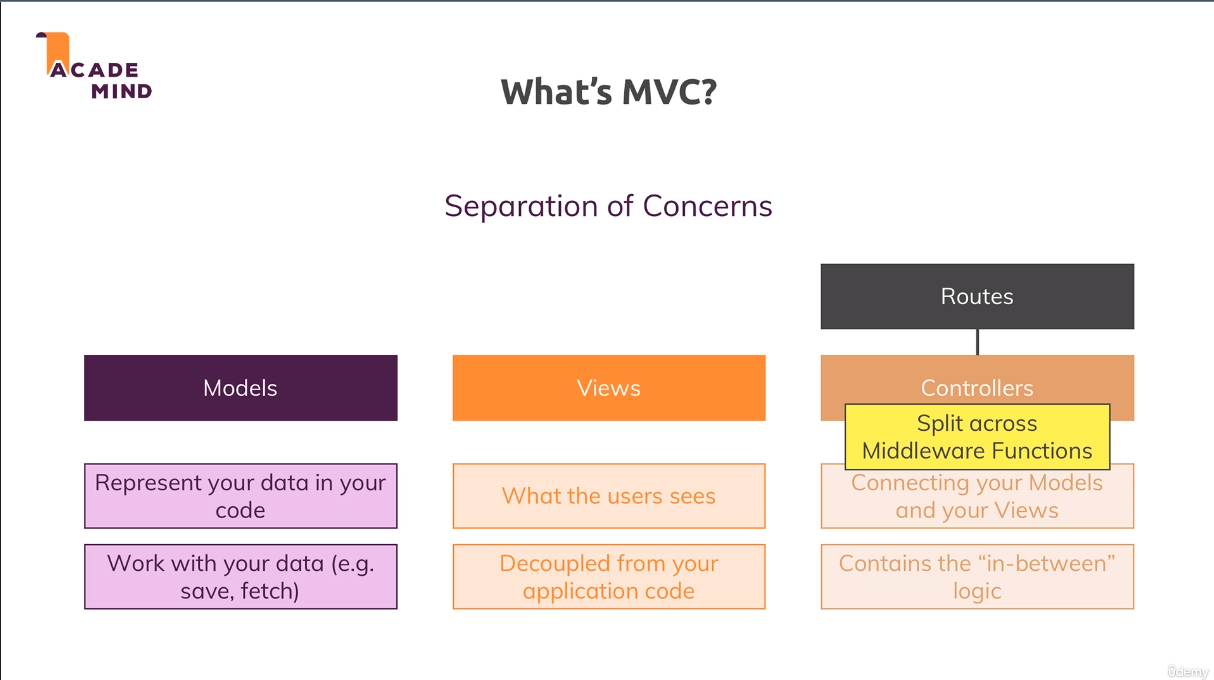 ACADE
MIND
What's MVC?
Separation of Concerns
Routes
Models
Views
Controllers
Split across
Middleware Functions
Represent your data in your
code
What the users sees
Connecting your Models
and your Views
Work with your data (e.g.
save, fetch)
Decoupled from your
application code
Contains the “in-between”
logic
ûdemy